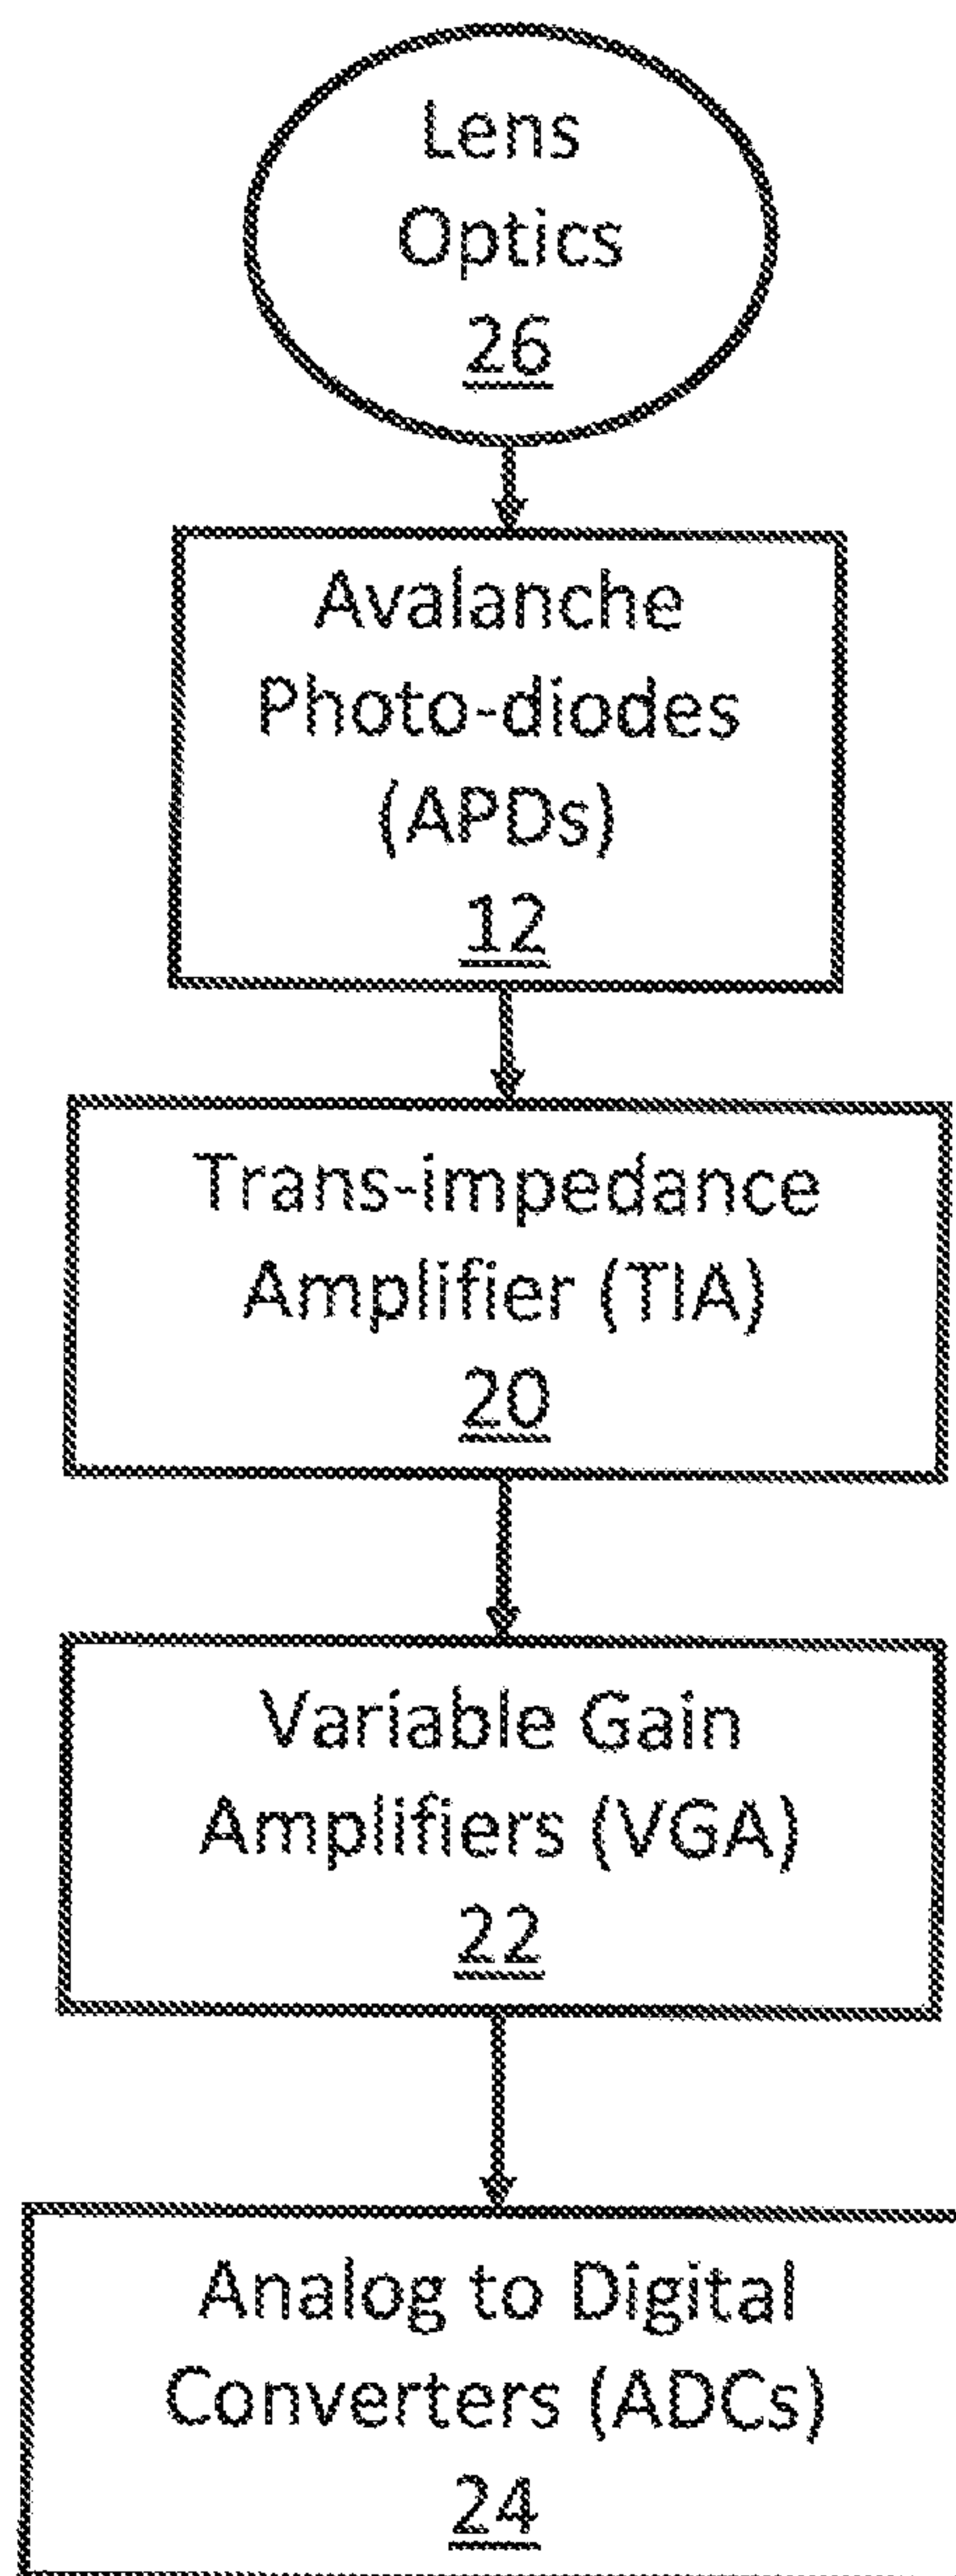 Lens
Optics
26
Avalanche
Photo-diodes
(APDs)
12
Trans-impedance
Amplifier (TIA)
20
Variable Gain
Amplifiers (VGA)
22
Analog to Digital
Converters (ADCs)
24